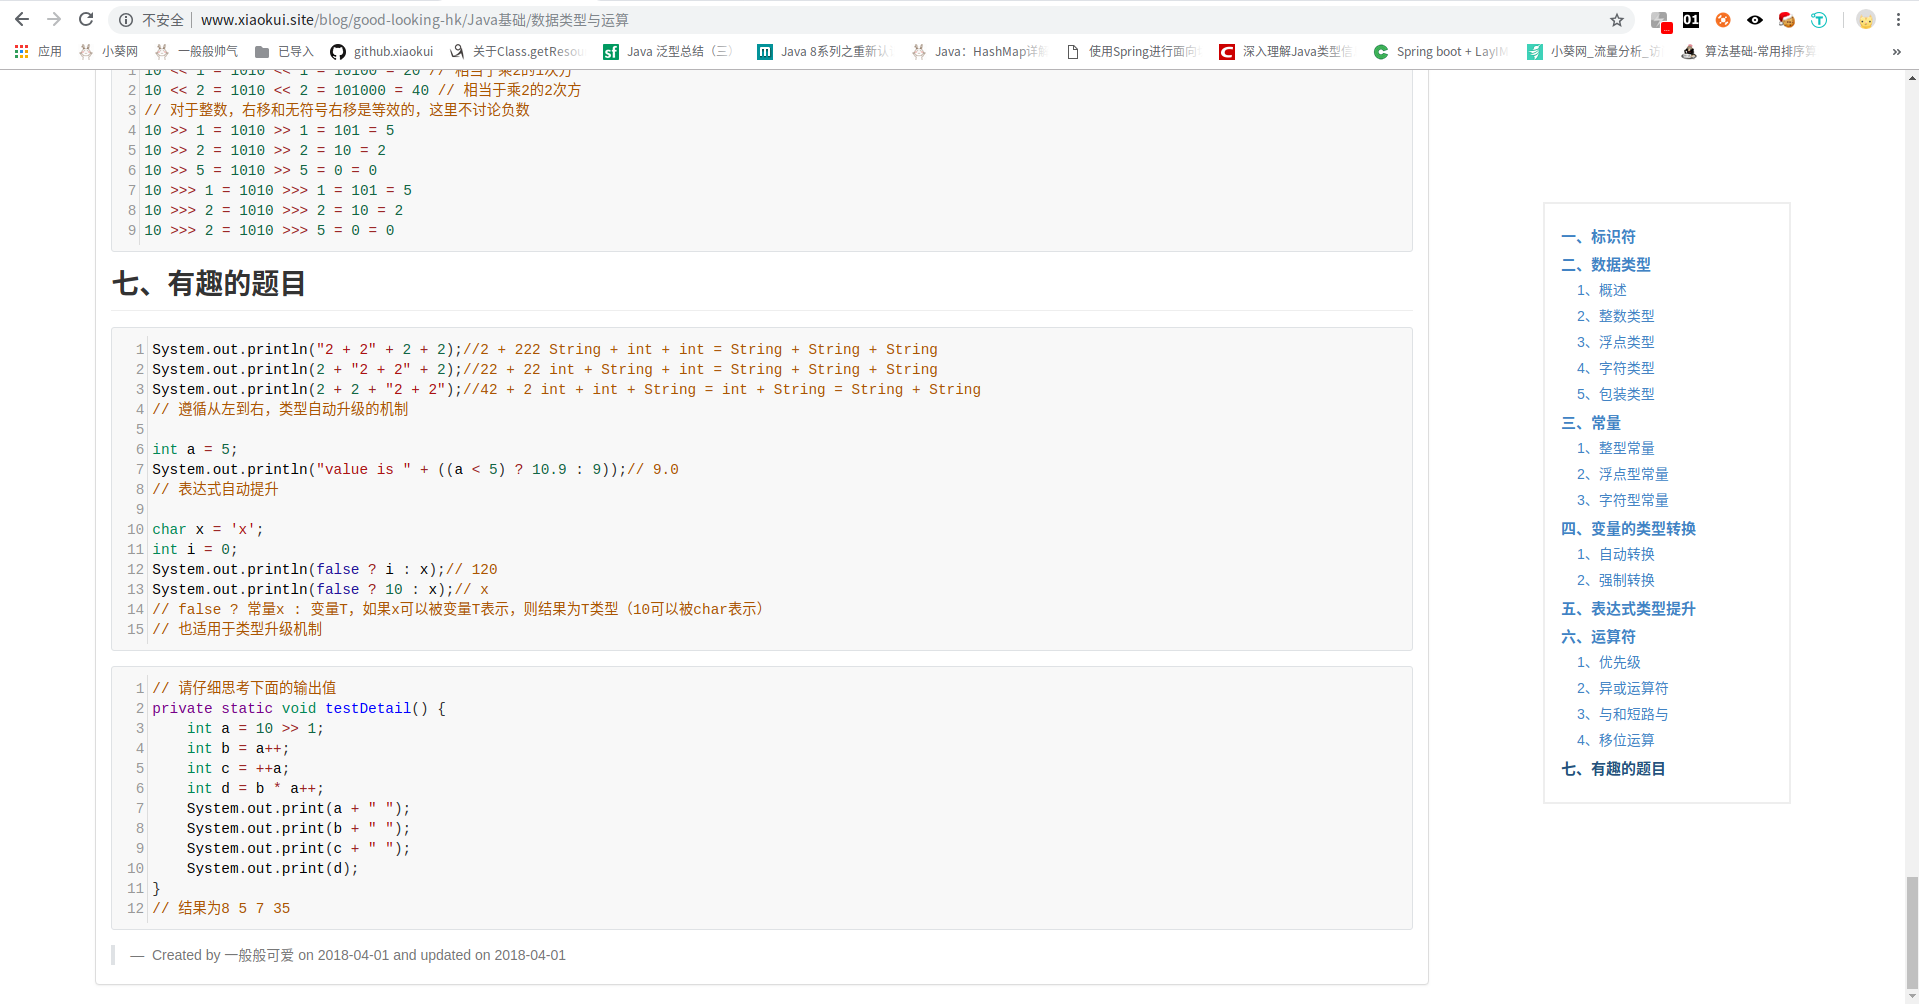 不安全 www.xiaokui.site/blog/good-looking-hk/Java基础/数据类型与运算
应用 小葵网 一般般帅气 已导入 github.xiaokui 关于Class.getResou Java 泛型总结（三） Java 8系列之重新认 Java：HashMap详解 使用Spring进行面向 深入理解Java类型信 Spring boot + LayIM 小葵网_流量分析_访 算法基础-常用排序算 »
1 10 << 1 = 1010 << 1 = 10100 = 20 // 相当于乘2的1次方
2 10 << 2 = 1010 << 2 = 101000 = 40 // 相当于乘2的2次方
3 // 对于整数，右移和无符号右移是等效的，这里不讨论负数
4 10 >> 1 = 1010 >> 1 = 101 = 5
5 10 >> 2 = 1010 >> 2 = 10 = 2
6 10 >> 5 = 1010 >> 5 = 0 = 0
7 10 >>> 1 = 1010 >>> 1 = 101 = 5
8 10 >>> 2 = 1010 >>> 2 = 10 = 2
9 10 >>> 2 = 1010 >>> 5 = 0 = 0
七、有趣的题目
1 System.out.println("2 + 2" + 2 + 2);//2 + 222 String + int + int = String + String + String
2 System.out.println(2 + "2 + 2" + 2);//22 + 22 int + String + int = String + String + String
3 System.out.println(2 + 2 + "2 + 2");//42 + 2 int + int + String = int + String = String + String
4 // 遵循从左到右，类型自动升级的机制
5
6 int a = 5;
7 System.out.println("value is " + ((a < 5) ? 10.9 : 9));// 9.0
8 // 表达式自动提升
9
10 char x = 'x';
11 int i = 0;
12 System.out.println(false ? i : x);// 120
13 System.out.println(false ? 10 : x);// x
14 // false ? 常量x : 变量T，如果x可以被变量T表示，则结果为T类型（10可以被char表示）
15 // 也适用于类型升级机制
1 // 请仔细思考下面的输出值
2 private static void testDetail() {
3 int a = 10 >> 1;
4 int b = a++;
5 int c = ++a;
6 int d = b * a++;
7 System.out.print(a + " ");
8 System.out.print(b + " ");
9 System.out.print(c + " ");
10 System.out.print(d);
11 }
12 // 结果为8 5 7 35
— Created by 一般般可爱 on 2018-04-01 and updated on 2018-04-01
一、标识符
二、数据类型
1、概述
2、整数类型
3、浮点类型
4、字符类型
5、包装类型
三、常量
1、整型常量
2、浮点型常量
3、字符型常量
四、变量的类型转换
1、自动转换
2、强制转换
五、表达式类型提升
六、运算符
1、优先级
2、异或运算符
3、与和短路与
4、移位运算
七、有趣的题目